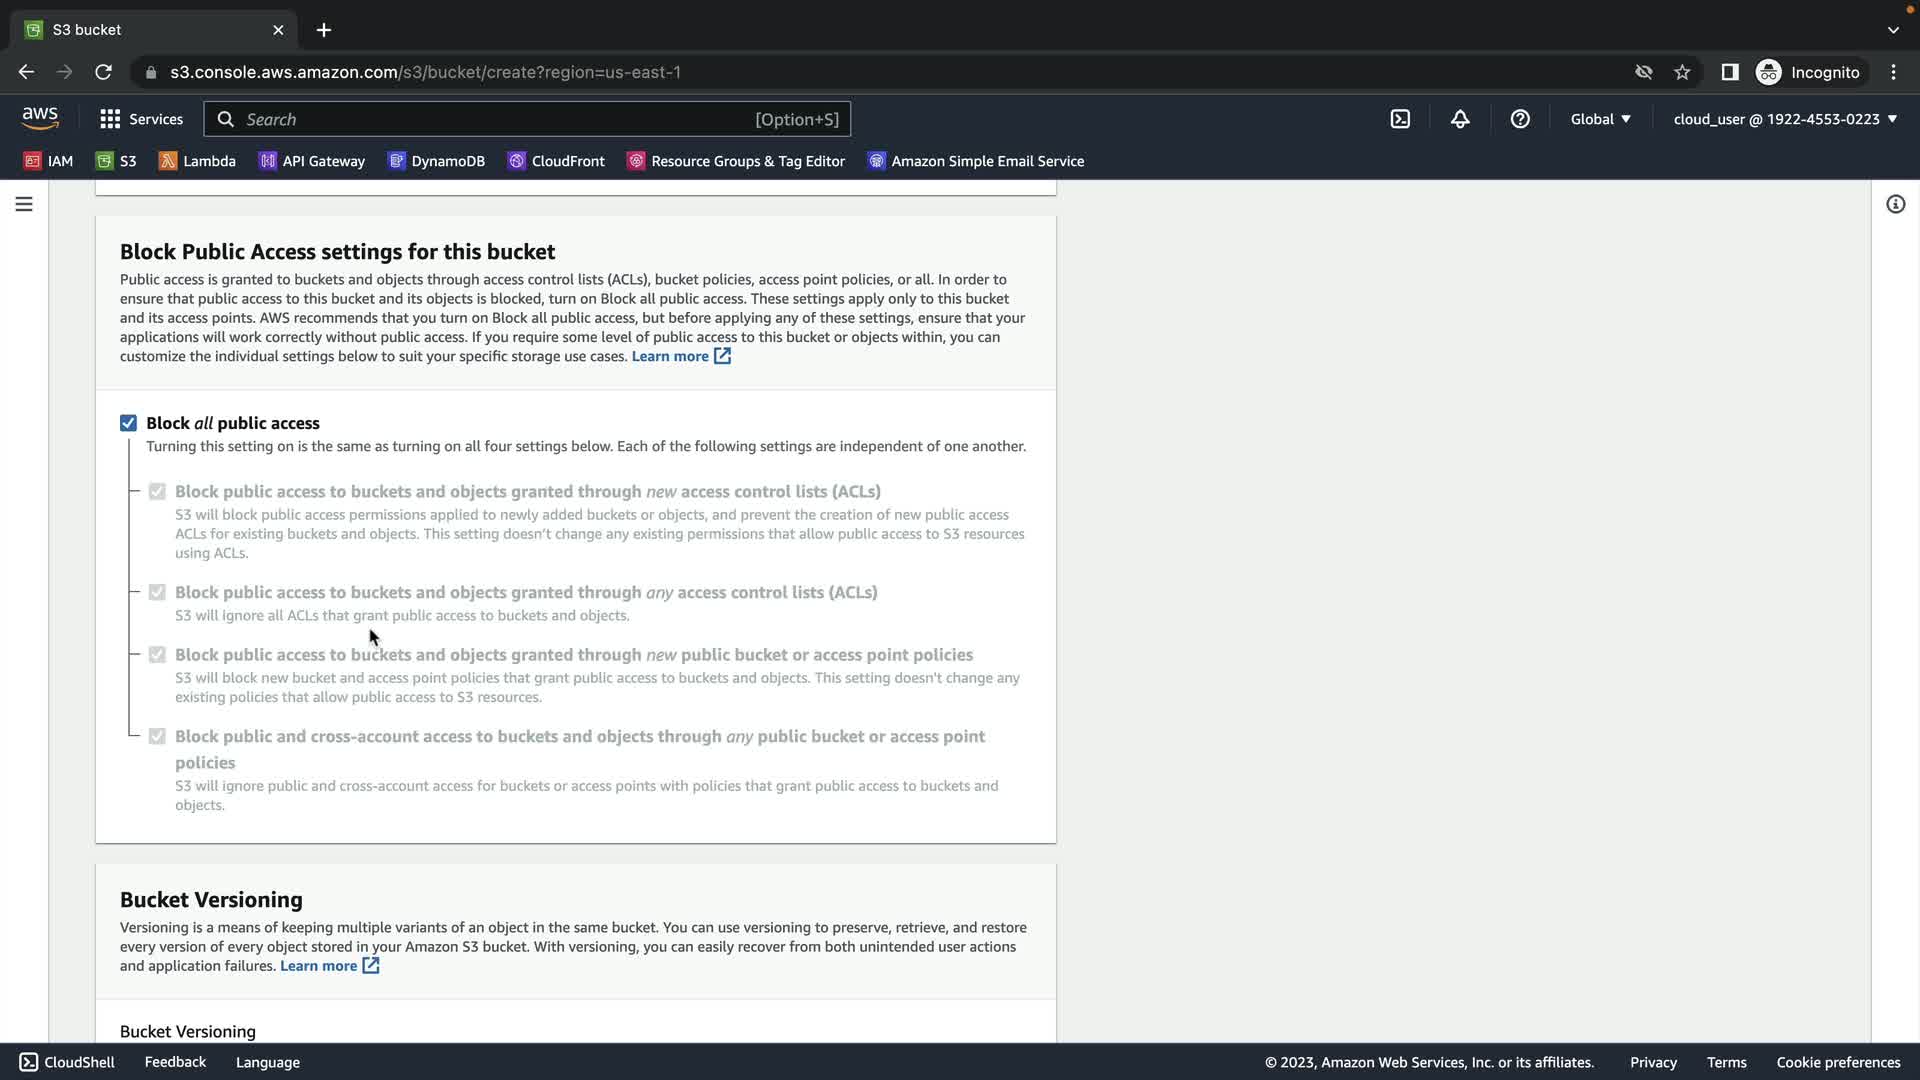 S3 bucket
s3.console.aws.amazon.com/s3/bucket/create?region=us-east-1
Incognito
aws
Services
Search
[Option+S]
Global
cloud_user @ 1922-4553-0223
IAM
S3
Lambda
API Gateway
DynamoDB
CloudFront
Resource Groups & Tag Editor
Amazon Simple Email Service
Block Public Access settings for this bucket
Public access is granted to buckets and objects through access control lists (ACLs), bucket policies, access point policies, or all. In order to
ensure that public access to this bucket and its objects is blocked, turn on Block all public access. These settings apply only to this bucket
and its access points. AWS recommends that you turn on Block all public access, but before applying any of these settings, ensure that your
applications will work correctly without public access. If you require some level of public access to this bucket or objects within, you can
customize the individual settings below to suit your specific storage use cases. Learn more
Block all public access
Turning this setting on is the same as turning on all four settings below. Each of the following settings are independent of one another.
Block public access to buckets and objects granted through new access control lists (ACLs)
S3 will block public access permissions applied to newly added buckets or objects, and prevent the creation of new public access
ACLs for existing buckets and objects. This setting doesn't change any existing permissions that allow public access to S3 resources
using ACLs.
Block public access to buckets and objects granted through any access control lists (ACLs)
S3 will ignore all ACLs that grant public access to buckets and objects.
Block public access to buckets and objects granted through new public bucket or access point policies
S3 will block new bucket and access point policies that grant public access to buckets and objects. This setting doesn't change any
existing policies that allow public access to S3 resources.
Block public and cross-account access to buckets and objects through any public bucket or access point
policies
S3 will ignore public and cross-account access for buckets or access points with policies that grant public access to buckets and
objects.
Bucket Versioning
Versioning is a means of keeping multiple variants of an object in the same bucket. You can use versioning to preserve, retrieve, and restore
every version of every object stored in your Amazon S3 bucket. With versioning, you can easily recover from both unintended user actions
and application failures. Learn more
Bucket Versioning
CloudShell
Feedback
Language
© 2023, Amazon Web Services, Inc. or its affiliates.
Privacy
Terms
Cookie preferences